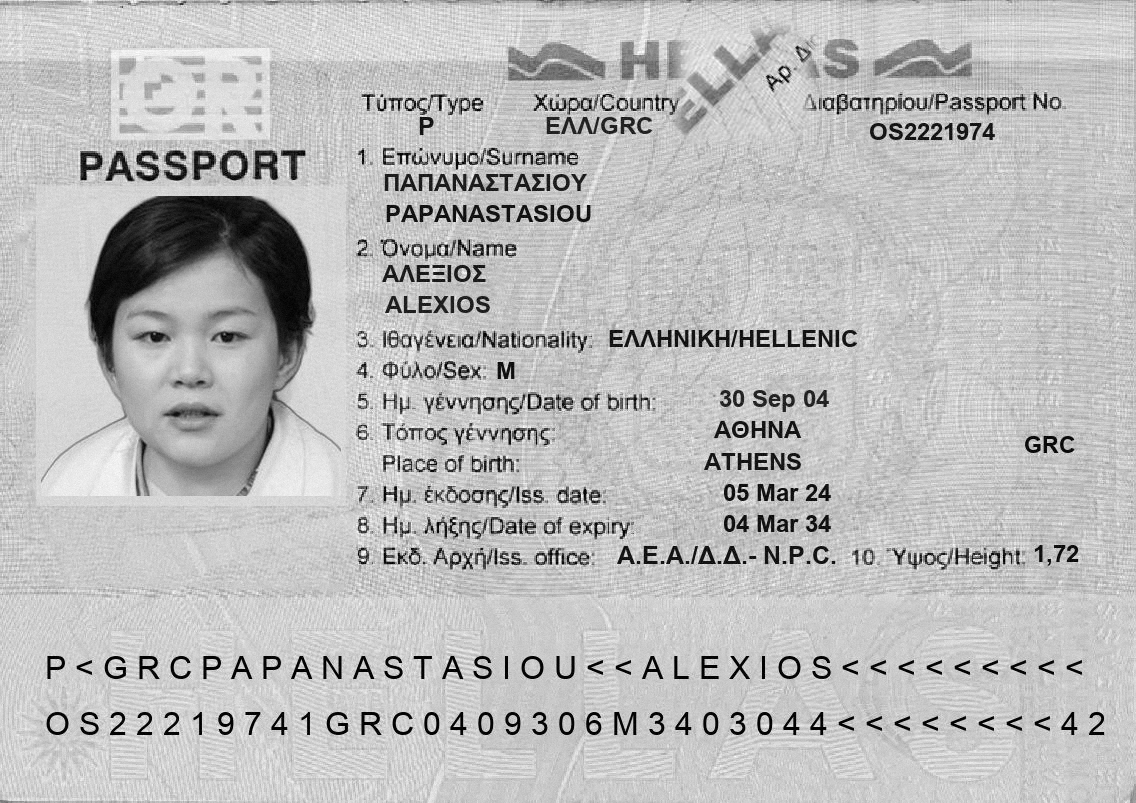 GR
PASSPORT
HELLAS
ΕΛΛΑ
Αρ. Δι
Τύπος/Type Χώρα/Country Διαβατηρίου/Passport No.
P ΕΛΛ/GRC OS2221974
1. Επώνυμο/Surname
ΠΑΠΑΝΑΣΤΑΣΙΟΥ
PAPANASTASIOU
2. Όνομα/Name
ΑΛΕΞΙΟΣ
ALEXIOS
3. Ιθαγένεια/Nationality: ΕΛΛΗΝΙΚΗ/HELLENIC
4. Φύλο/Sex: M
5. Ημ. γέννησης/Date of birth: 30 Sep 04
6. Τόπος γέννησης: ΑΘΗΝΑ
GRC
Place of birth: ATHENS
7. Ημ. έκδοσης/Iss. date: 05 Mar 24
8. Ημ. λήξης/Date of expiry: 04 Mar 34
9 Εκδ. Αρχή/Iss. office: Α.Ε.Α./Δ.Δ.- N.P.C. 10. Ύψος/Height: 1,72
HELLAS
P<GRCPAPANASTASIOU<<ALEXIOS<<<<<<<<<
OS22219741GRC0409306M3403044<<<<<<<<42